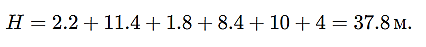 H = 2.2 + 11.4 + 1.8 + 8.4 + 10 + 4 = 37.8 м.